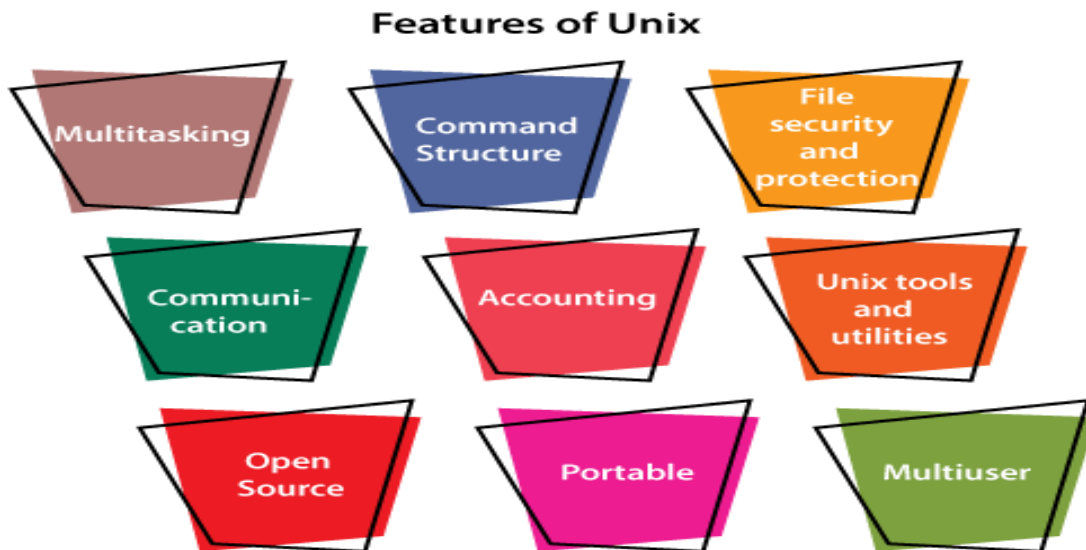 Features of Unix
Multitasking
Command
Structure
File
security
and
protection
Communi-
cation
Accounting
Unix tools
and
utilities
Open
Source
Portable
Multiuser